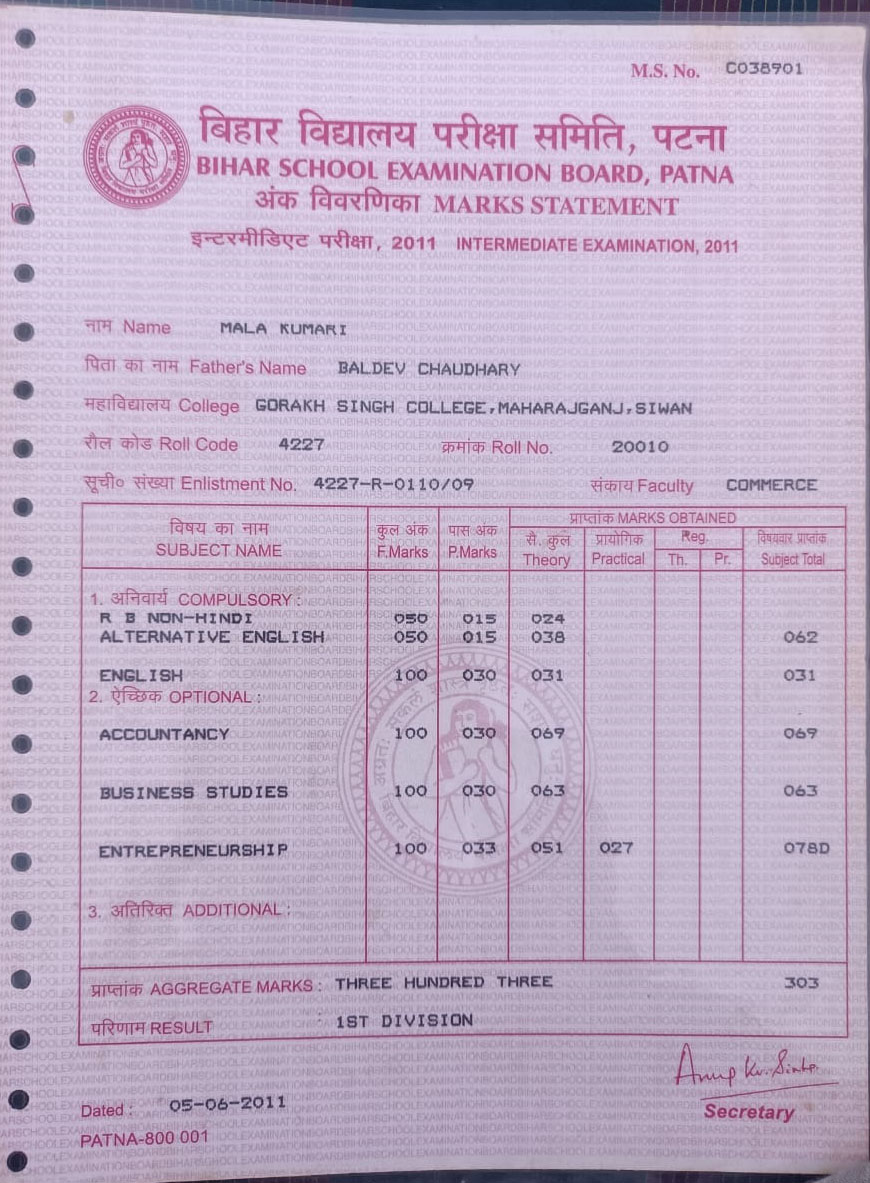 M.S. No. C038901
बिहार विद्यालय परीक्षा समिति, पटना
BIHAR SCHOOL EXAMINATION BOARD, PATNA
अंक विवरणिका MARKS STATEMENT
इन्टरमीडिएट परीक्षा, 2011 INTERMEDIATE EXAMINATION, 2011
नाम Name MALA KUMARI
पिता का नाम Father's Name BALDEV CHAUDHARY
महाविद्यालय College GORAKH SINGH COLLEGE,MAHARAJGANJ,SIWAN
रौल कोड Roll Code 4227 क्रमांक Roll No. 20010
सूची० संख्या Enlistment No. 4227-R-0110/09 संकाय Faculty COMMERCE
विषय का नाम कुल अंक पास अंक प्राप्तांक MARKS OBTAINED
SUBJECT NAME F.Marks P.Marks से. कुल प्रायोगिक Reg. विषयवार प्राप्तांक
Theory Practical Th. Pr. Subject Total
1. अनिवार्य COMPULSORY :
R B NON-HINDI 050 015 024
ALTERNATIVE ENGLISH 050 015 038 062
ENGLISH 100 030 031 031
2. ऐच्छिक OPTIONAL :
ACCOUNTANCY 100 030 069 069
BUSINESS STUDIES 100 030 063 063
ENTREPRENEURSHIP 100 033 051 027 078D
3. अतिरिक्त ADDITIONAL :
प्राप्तांक AGGREGATE MARKS : THREE HUNDRED THREE 303
परिणाम RESULT : 1ST DIVISION
Anup Kr. Sinha
Dated : 05-06-2011 Secretary
PATNA-800 001